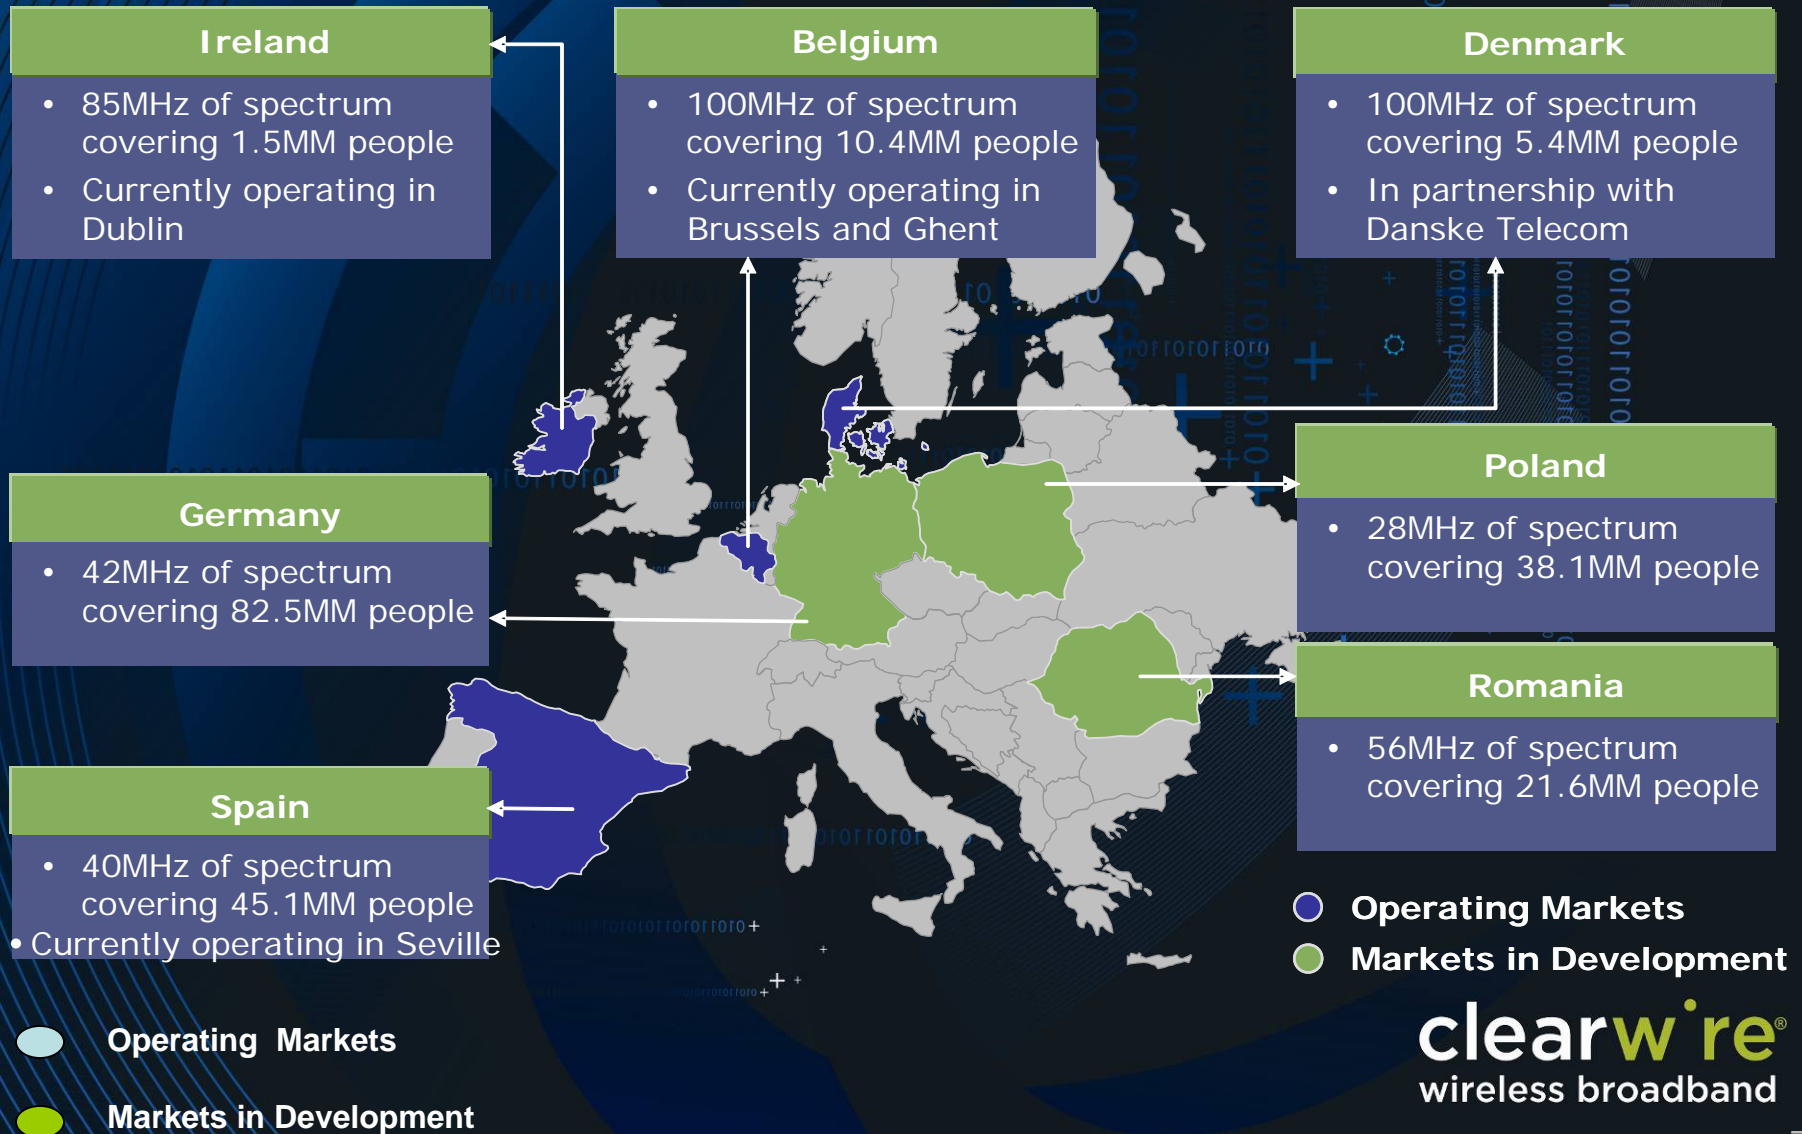 Ireland
• 85MHz of spectrum
covering 1.5MM people
• Currently operating in
Dublin
Belgium
• 100MHz of spectrum
covering 10.4MM people
• Currently operating in
Brussels and Ghent
Denmark
• 100MHz of spectrum
covering 5.4MM people
• In partnership with
Danske Telecom
Germany
• 42MHz of spectrum
covering 82.5MM people
Poland
• 28MHz of spectrum
covering 38.1MM people
Romania
• 56MHz of spectrum
covering 21.6MM people
Spain
• 40MHz of spectrum
covering 45.1MM people
• Currently operating in Seville
Operating Markets
Markets in Development
Operating Markets
Markets in Development
clearw˙re®
wireless broadband